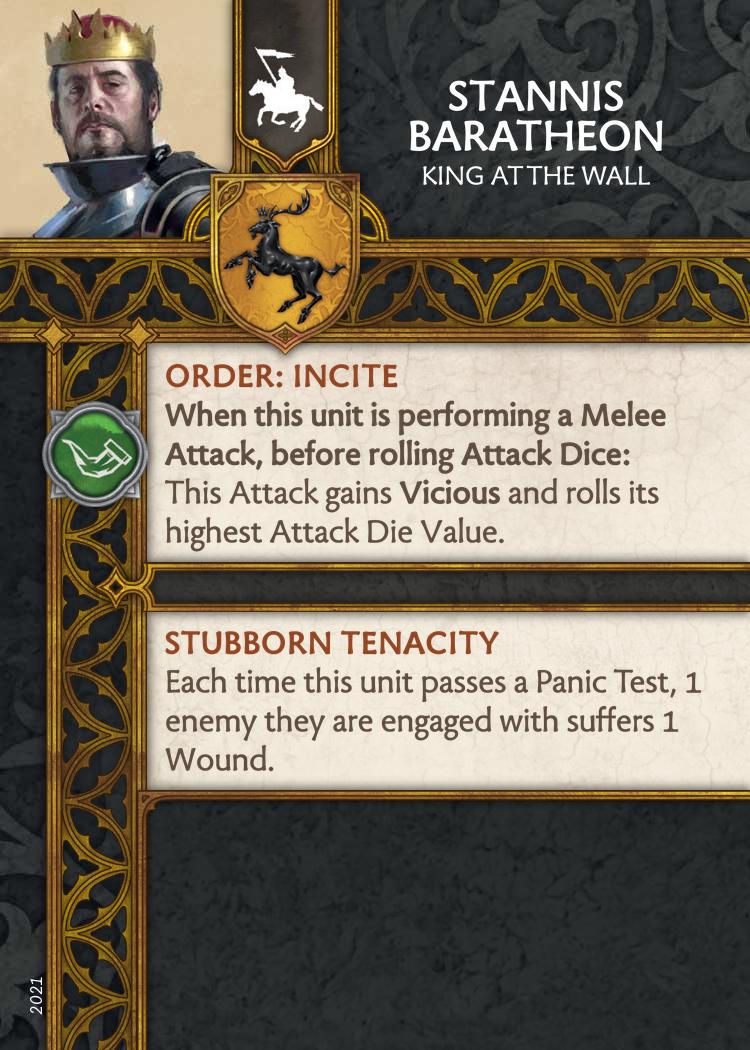 STANNIS
BARATHEON
KING AT THE WALL
ORDER: INCITE
When this unit is performing a Melee
Attack, before rolling Attack Dice:
This Attack gains Vicious and rolls its
highest Attack Die Value.
STUBBORN TENACITY
Each time this unit passes a Panic Test, 1
enemy they are engaged with suffers 1
Wound.
2021